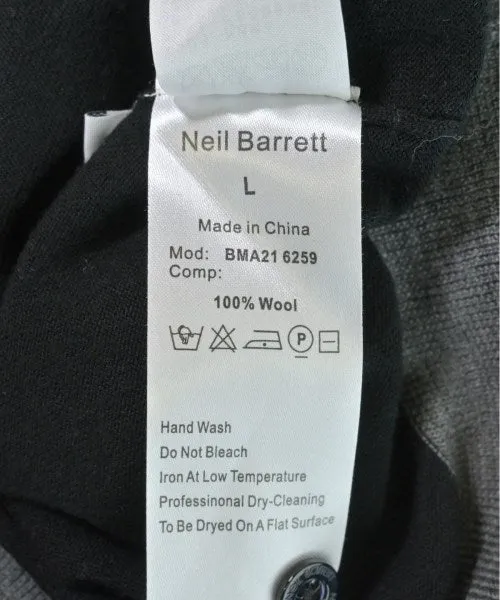 Neil Barrett
L
Made in China
Mod: BMA21 6259
Comp:
100% Wool
P
Hand Wash
Do Not Bleach
Iron At Low Temperature
Professinonal Dry-Cleaning
To Be Dryed On A Flat Surface